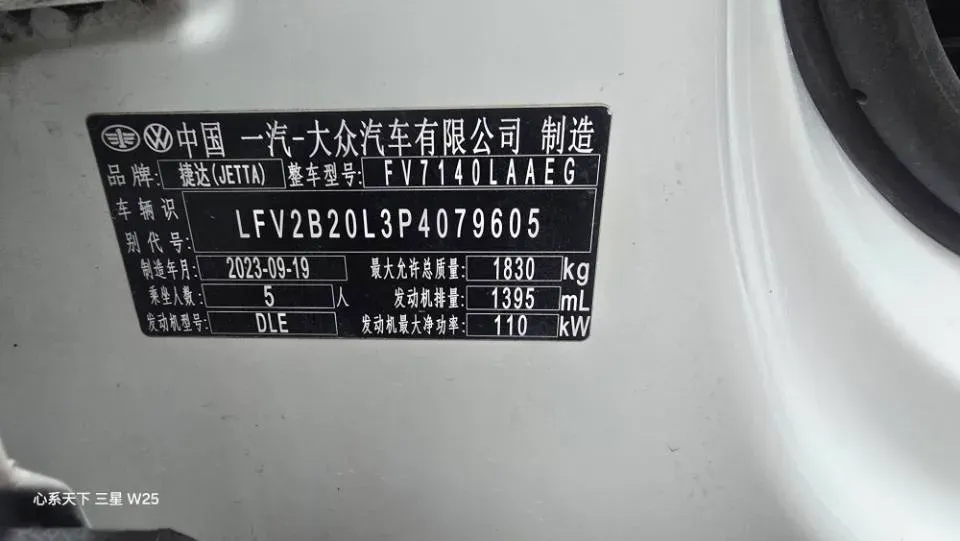 中国 一汽-大众汽车有限公司 制造
品牌: 捷达(JETTA) 整车型号: FV7140LAAEG
车辆识别代号: LFV2B20L3P4079605
制造年月: 2023-09-19 最大允许总质量: 1830 kg
乘坐人数: 5 人 发动机排量: 1395 mL
发动机型号: DLE 发动机最大净功率: 110 kW
心系天下 三星 W25